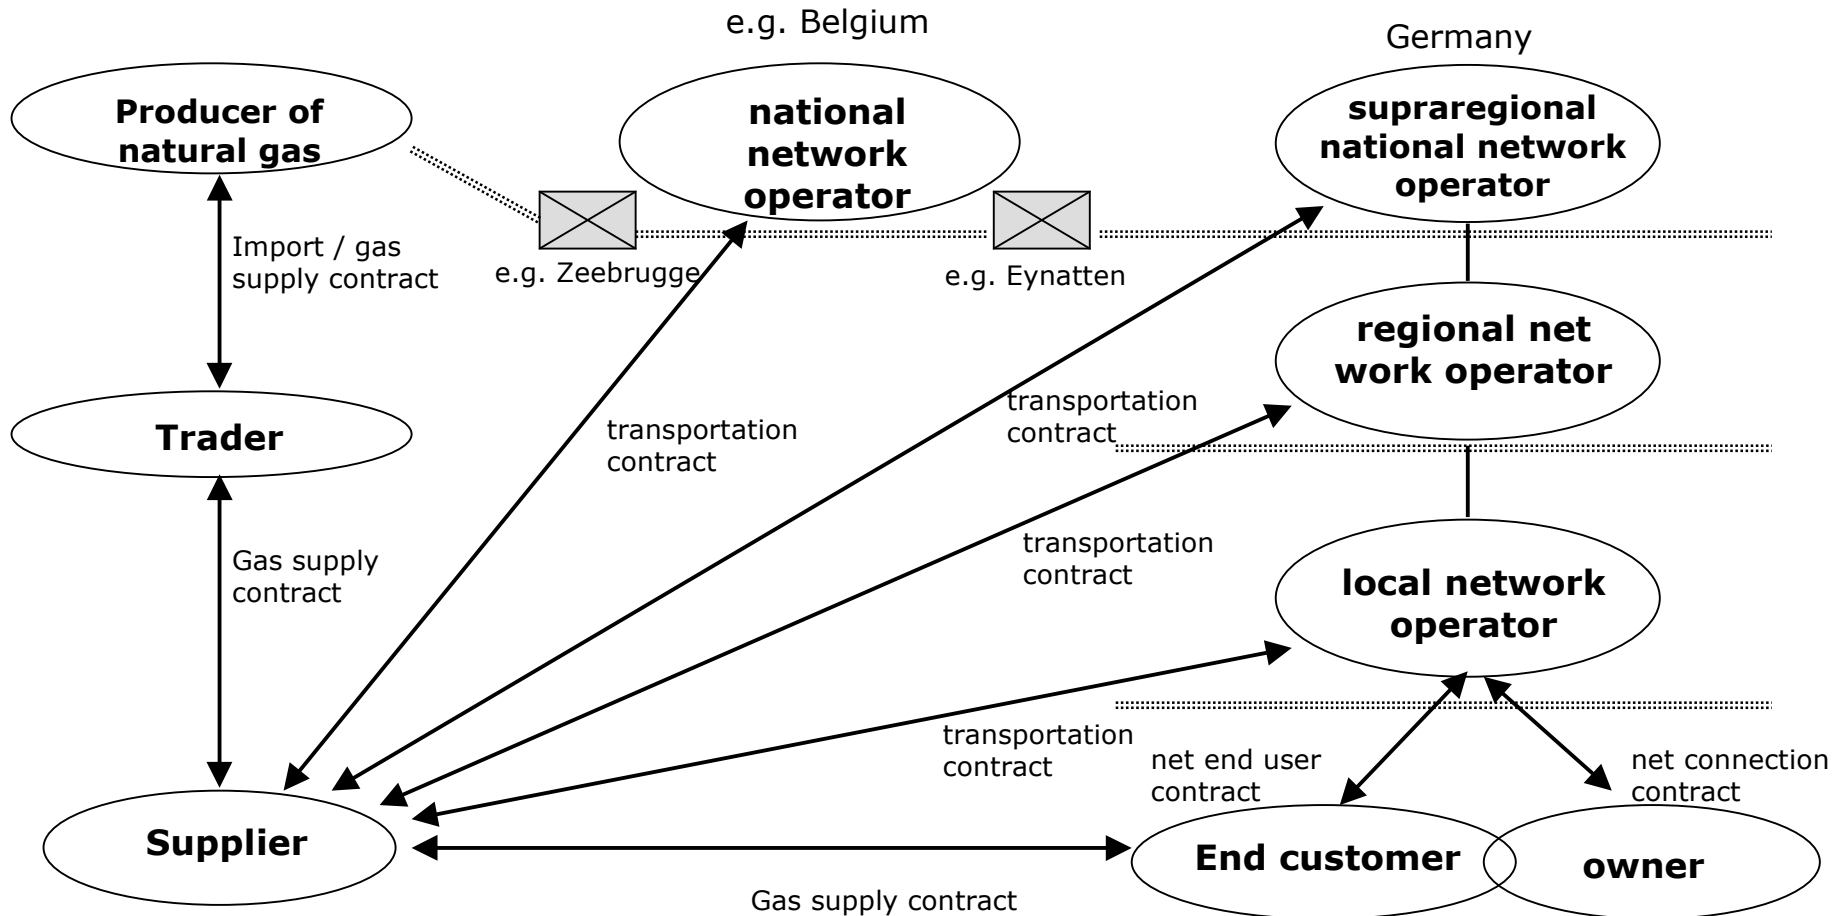 e.g. Belgium
Germany
Producer of
natural gas
national
network
operator
supraregional
national network
operator
Import / gas
supply contract
e.g. Zeebrugge
e.g. Eynatten
regional net
work operator
Trader
transportation
contract
transportation
contract
Gas supply
contract
transportation
contract
local network
operator
transportation
contract
net end user
contract
net connection
contract
Supplier
End customer
owner
Gas supply contract